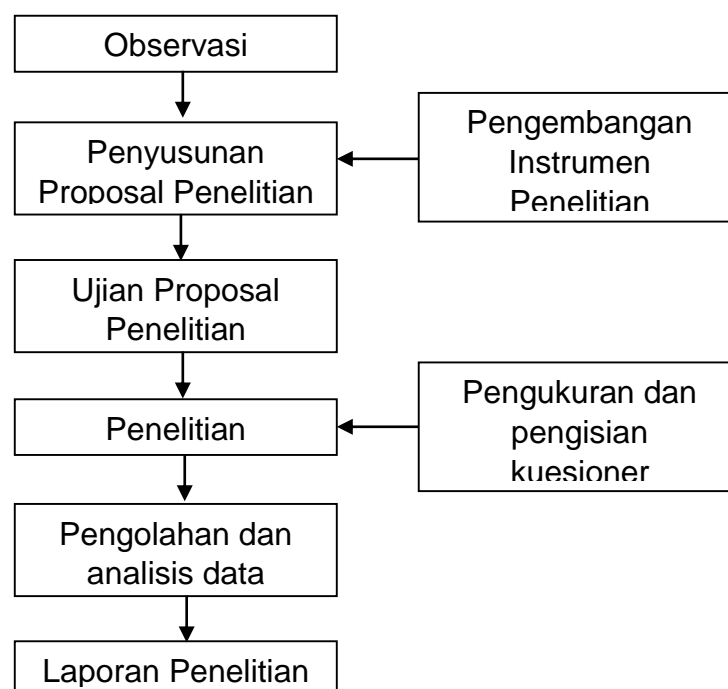 Observasi
Penyusunan
Proposal Penelitian
Pengembangan
Instrumen
Penelitian
Ujian Proposal
Penelitian
Penelitian
Pengukuran dan
pengisian
kuesioner
Pengolahan dan
analisis data
Laporan Penelitian